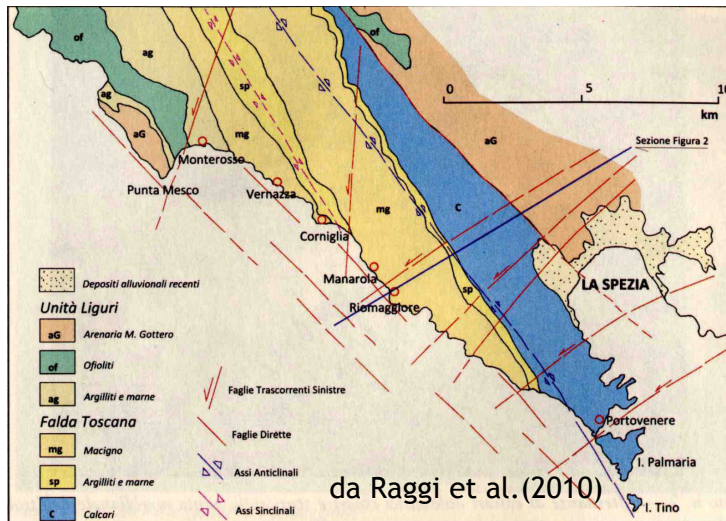 of
ag
of
ag
aG
sp
mg
mg
C
aG
sp
0 5 10
km
Sezione Figura 2
Monterosso
Punta Mesco
Vernazza
Corniglia
Manarola
Riomaggiore
LA SPEZIA
Portovenere
I. Palmaria
I. Tino
Depositi alluvionali recenti
Unità Liguri
aG Arenaria M. Gottero
of Ofioliti
ag Argilliti e marne
Falda Toscana
mg Macigno
sp Argilliti e marne
C Calcari
Faglie Trascorrenti Sinistre
Faglie Dirette
Assi Anticlinali
Assi Sinclinali
da Raggi et al.(2010)